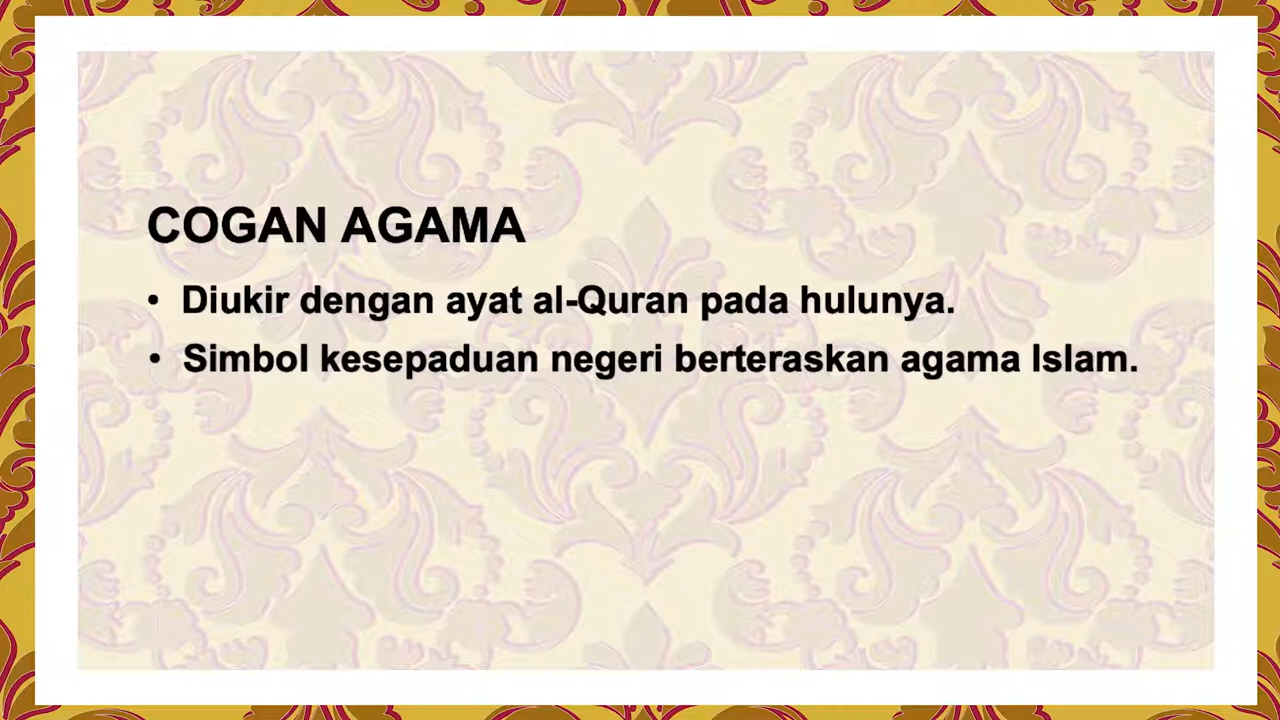 COGAN AGAMA
• Diukir dengan ayat al-Quran pada hulunya.
• Simbol kesepaduan negeri berteraskan agama Islam.